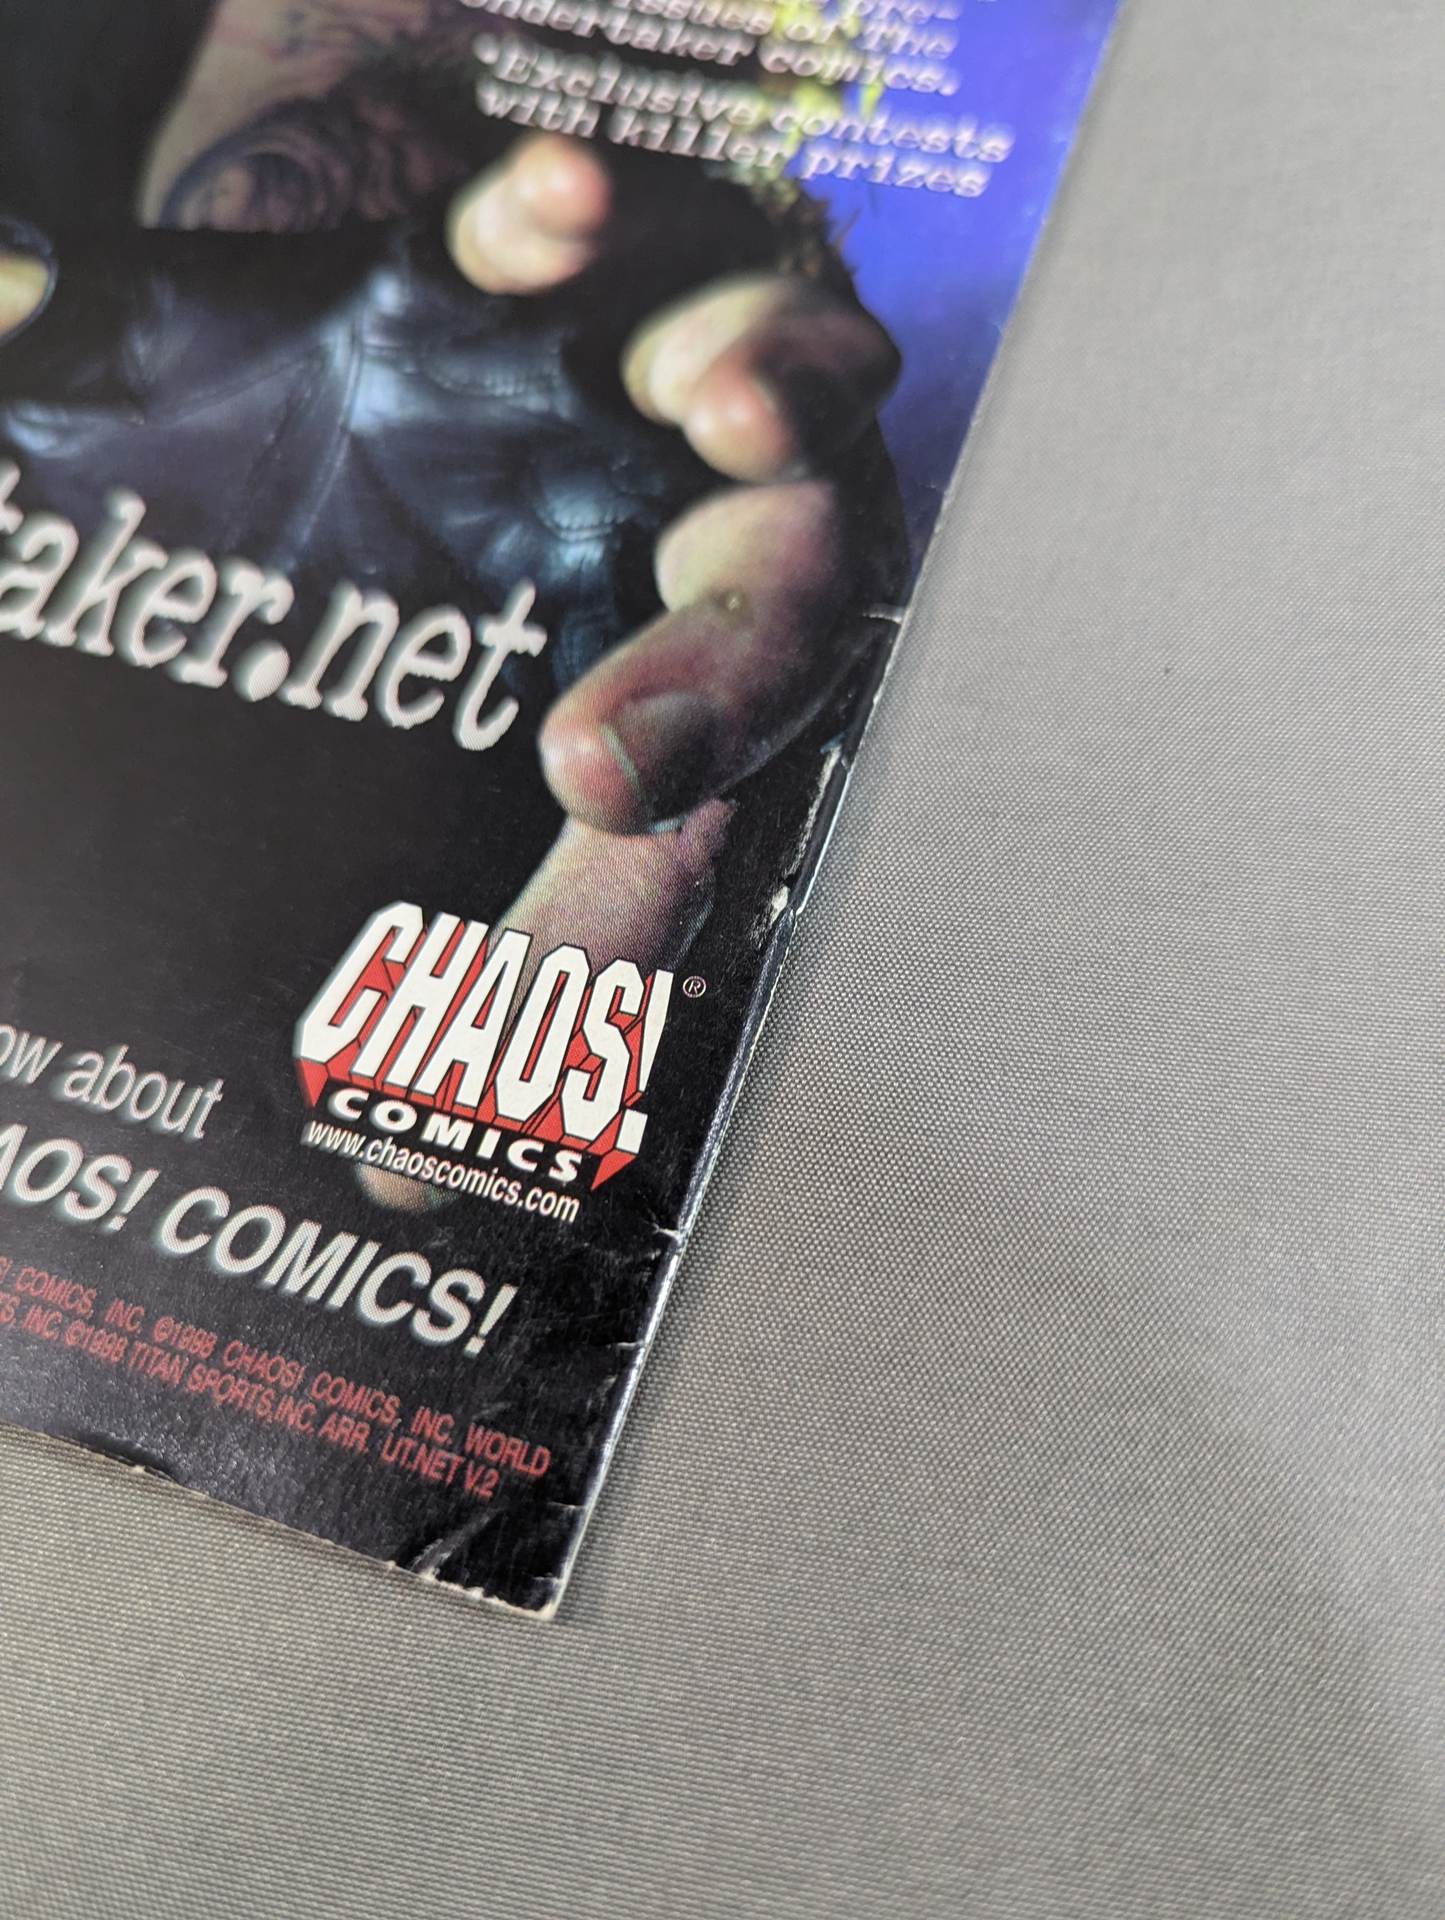 issues of The
Undertaker comics.
•Exclusive contests
with killer prizes
taker.net
CHAOS!®
COMICS
www.chaoscomics.com
ow about
AOS! COMICS!
S! COMICS, INC. ©1998 CHAOS! COMICS, INC. WORLD
TS, INC. ©1998 TITAN SPORTS, INC. ARR. UT.NET V.2